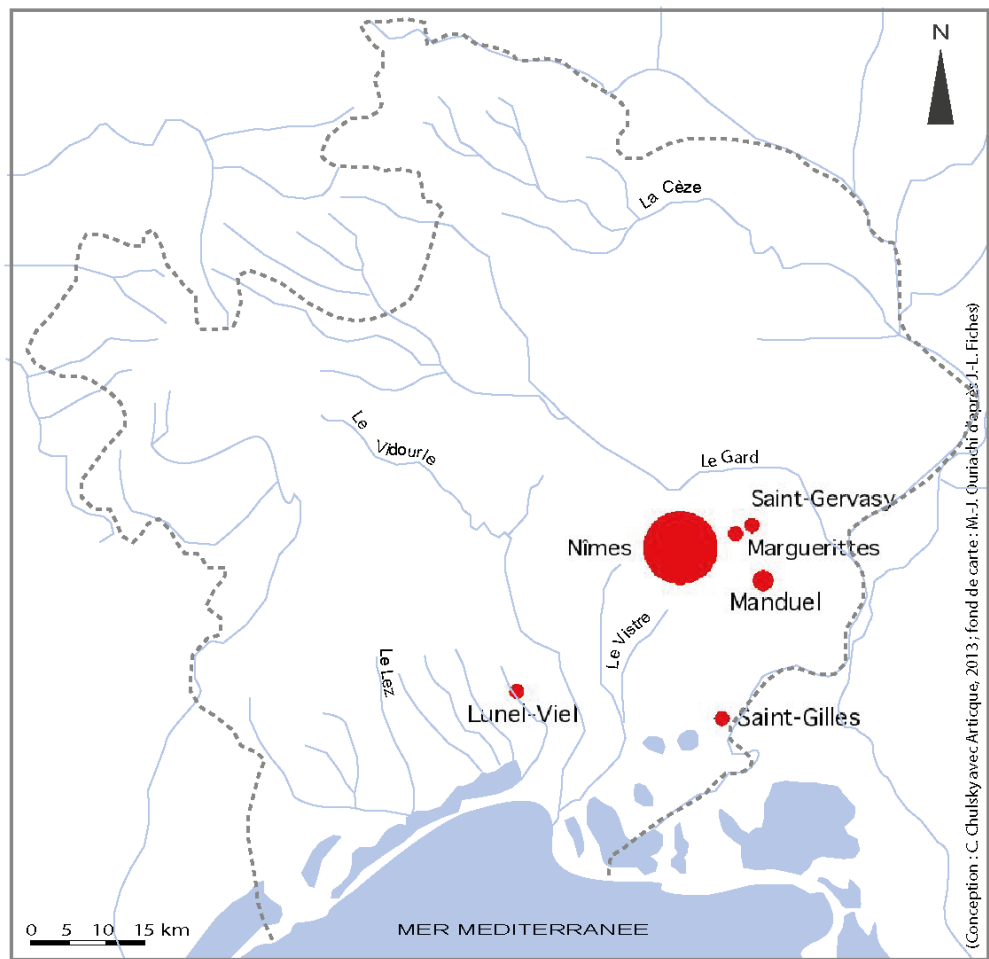 N
La Cèze
Le Vidourle
Le Gard
Saint-Gervasy
Nîmes
Marguerittes
Manduel
Le Vistre
Le Lez
Lunel-Viel
Saint-Gilles
0 5 10 15 km
MER MEDITERRANEE
(Conception : C. Chulsky avec Articque, 2013 ; fond de carte : M.-J. Ouriachi d'après J.-L. Fiches)